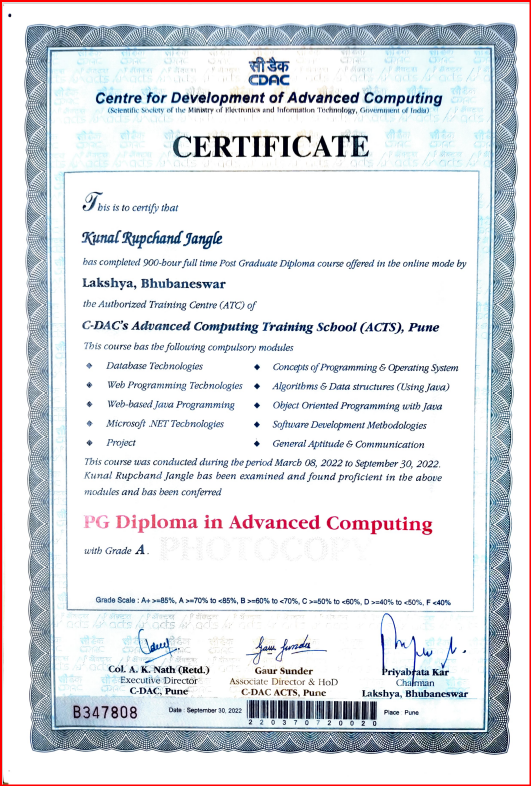 सी डैक
CDAC
Centre for Development of Advanced Computing
(Scientific Society of the Ministry of Electronics and Information Technology, Government of India)
CERTIFICATE
This is to certify that
Kunal Rupchand Jangle
has completed 900-hour full time Post Graduate Diploma course offered in the online mode by
Lakshya, Bhubaneswar
the Authorized Training Centre (ATC) of
C-DAC's Advanced Computing Training School (ACTS), Pune
This course has the following compulsory modules
Database Technologies
Concepts of Programming & Operating System
Web Programming Technologies
Algorithms & Data structures (Using Java)
Web-based Java Programming
Object Oriented Programming with Java
Microsoft .NET Technologies
Software Development Methodologies
Project
General Aptitude & Communication
This course was conducted during the period March 08, 2022 to September 30, 2022.
Kunal Rupchand Jangle has been examined and found proficient in the above
modules and has been conferred
PG Diploma in Advanced Computing
with Grade A .
PHOTOCOPY
Grade Scale : A+ >=85%, A >=70% to <85%, B >=60% to <70%, C >=50% to <60%, D >=40% to <50%, F <40%
Col. A. K. Nath (Retd.)
Executive Director
C-DAC, Pune
Gaur Sunder
Associate Director & HoD
C-DAC ACTS, Pune
Priyabrata Kar
Chairman
Lakshya, Bhubaneswar
B347808
Date : September 30, 2022
220370720020
Place Pune